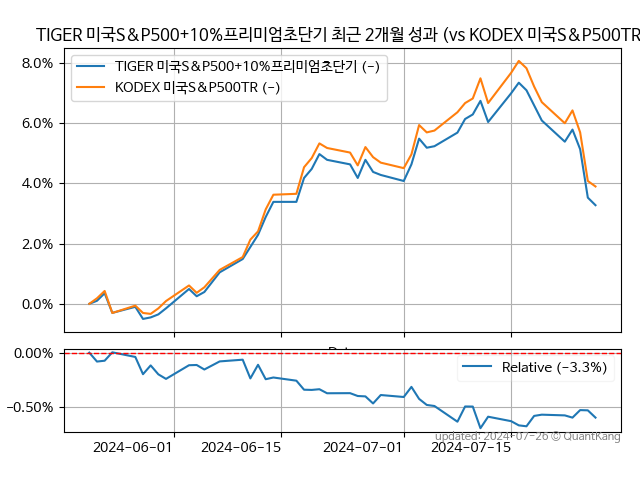 TIGER 미국S&P500+10%프리미엄초단기 최근 2개월 성과 (vs KODEX 미국S&P500TR
TIGER 미국S&P500+10%프리미엄초단기 (-)
KODEX 미국S&P500TR (-)
8.0%
6.0%
4.0%
2.0%
0.0%
0.00%
-0.50%
Relative (-3.3%)
2024-06-01
2024-06-15
2024-07-01
2024-07-15
updated: 2024-07-26 © QuantKang